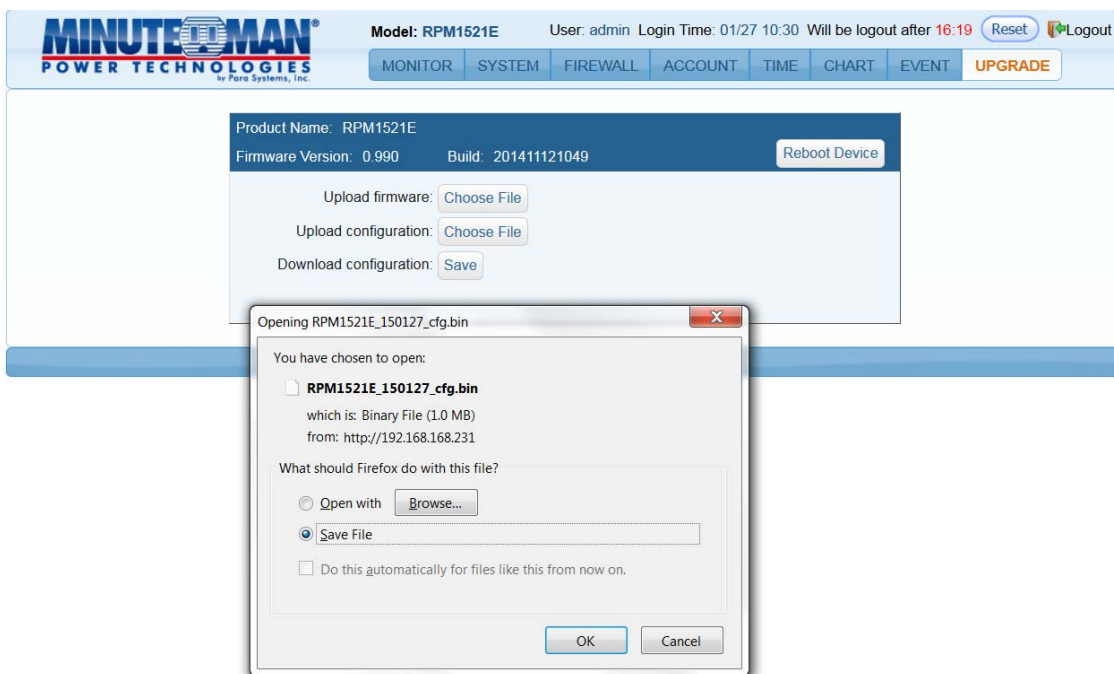 MINUTEMAN®
POWER TECHNOLOGIES
by Para Systems, Inc.
Model: RPM1521E User: admin Login Time: 01/27 10:30 Will be logout after 16:19 Reset Logout
MONITOR SYSTEM FIREWALL ACCOUNT TIME CHART EVENT UPGRADE
Product Name: RPM1521E
Firmware Version: 0.990 Build: 201411121049 Reboot Device
Upload firmware: Choose File
Upload configuration: Choose File
Download configuration: Save
Opening RPM1521E_150127_cfg.bin
You have chosen to open:
RPM1521E_150127_cfg.bin
which is: Binary File (1.0 MB)
from: http://192.168.168.231
What should Firefox do with this file?
Open with Browse...
Save File
Do this automatically for files like this from now on.
OK Cancel